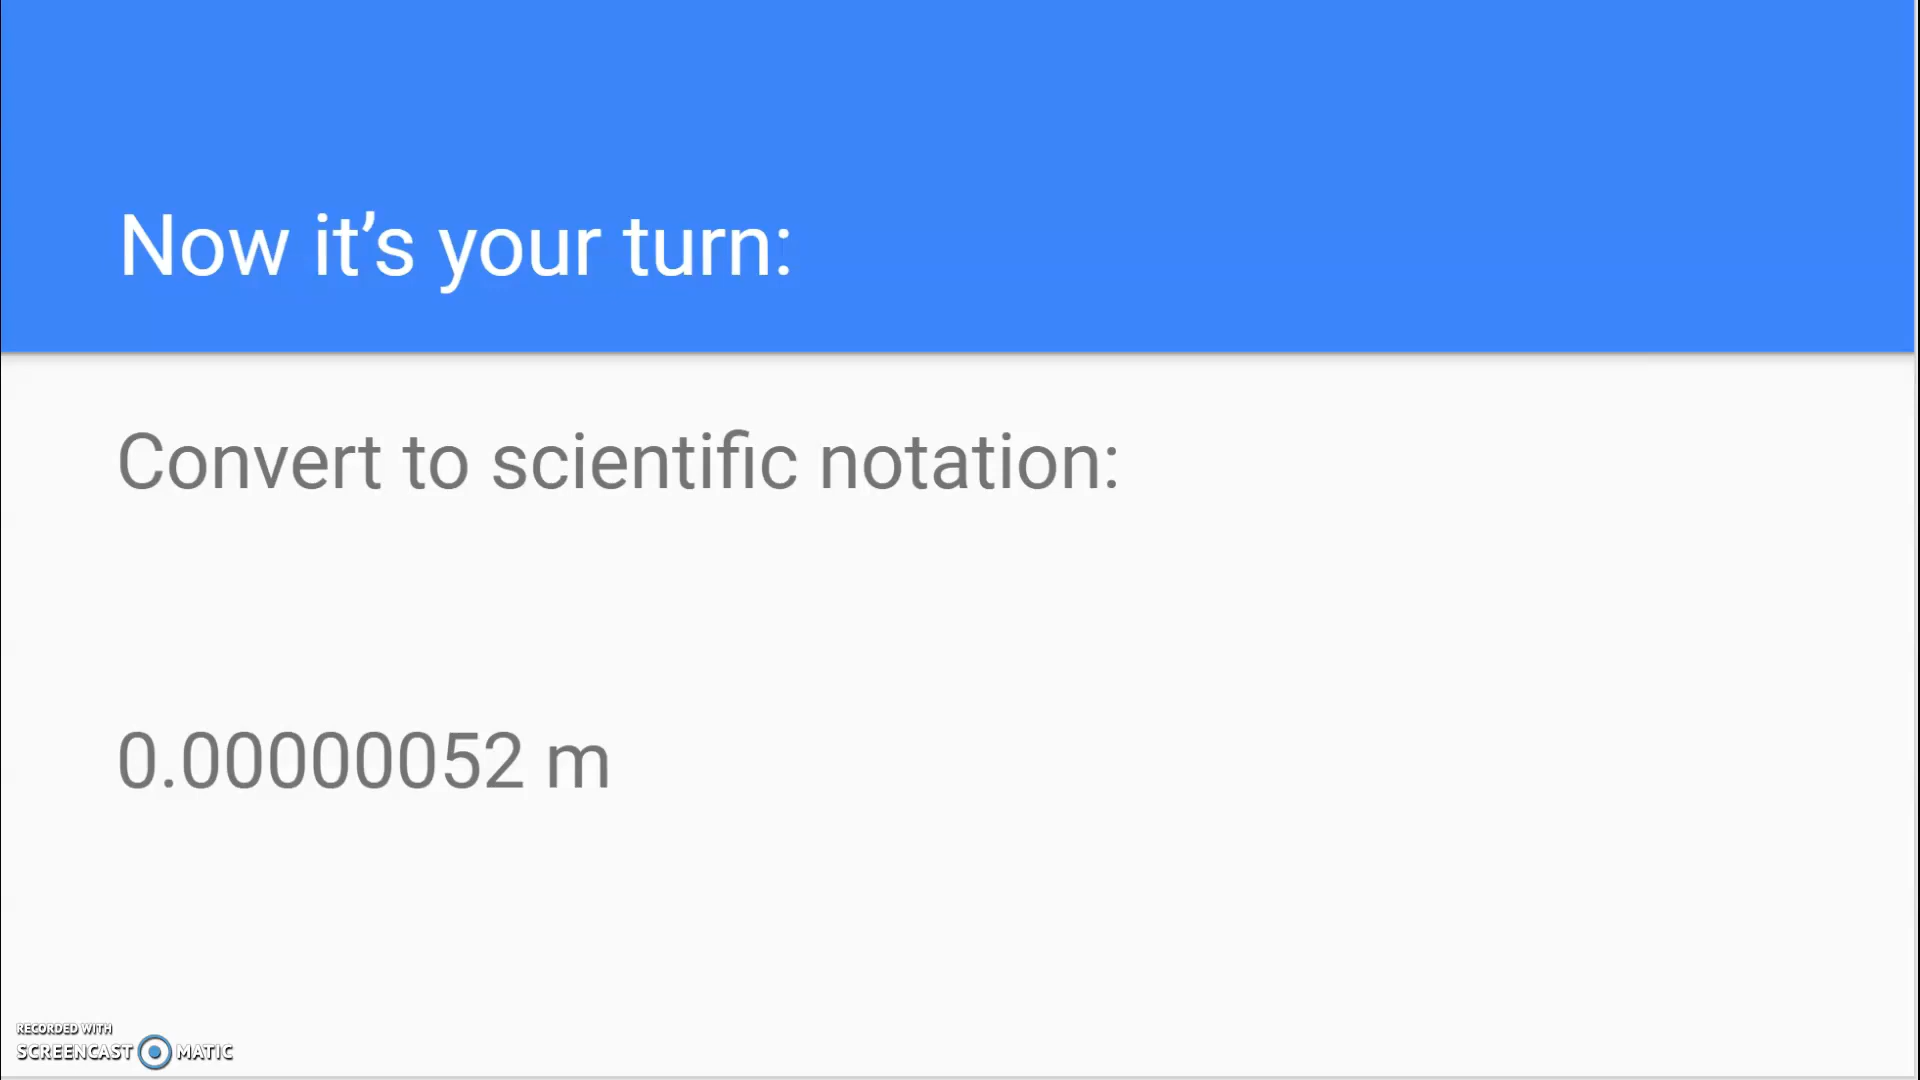 Now it’s your turn:
Convert to scientific notation:
0.00000052 m
RECORDED WITH
SCREENCAST MATIC